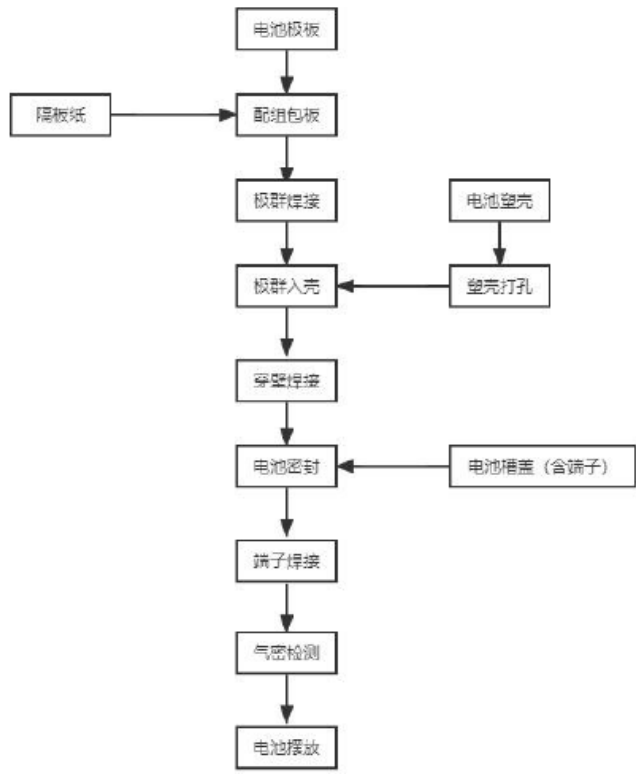 电池极板
隔板纸
配组包板
极群焊接
电池塑壳
极群入壳
塑壳打孔
穿壁焊接
电池密封
电池槽盖（含端子）
端子焊接
气密检测
电池摆放